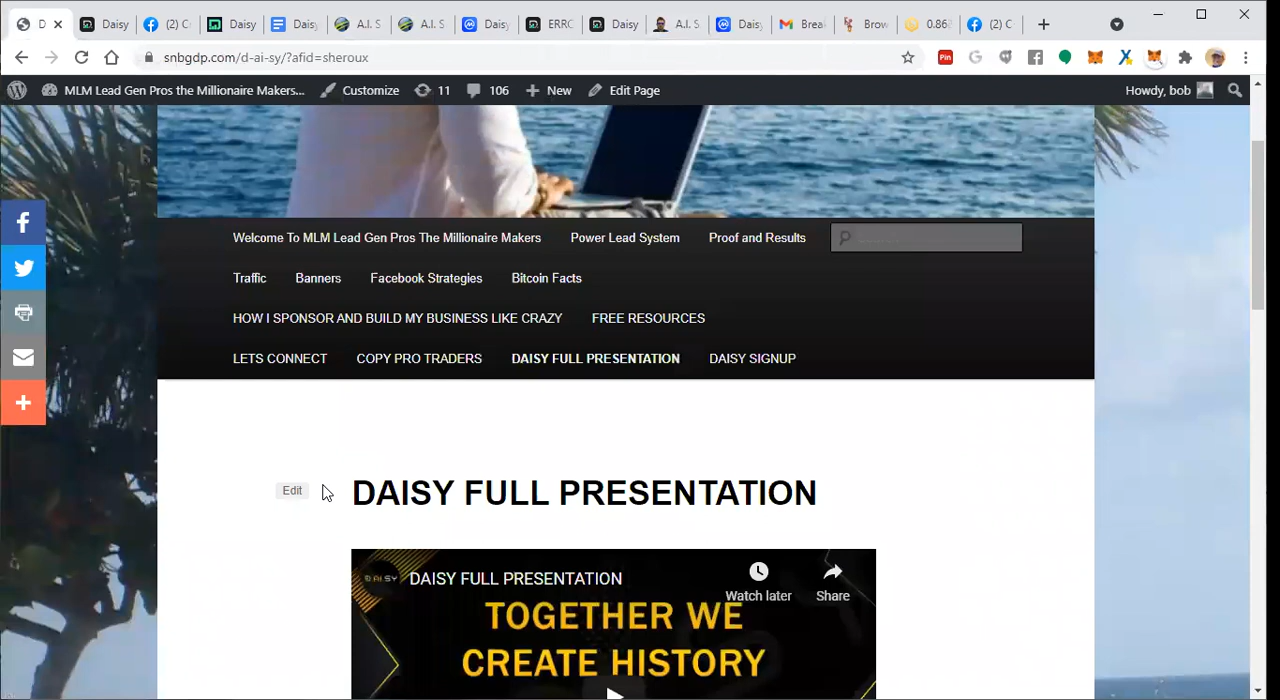 D
Daisy
(2) C
Daisy
Daisy
A.I. S
A.I. S
Daisy
ERRO
Daisy
A.I. S
Daisy
Brea
Brow
0.86
(2) C
snbgdp.com/d-ai-sy/?afid=sheroux
Pin
MLM Lead Gen Pros the Millionaire Makers...
Customize
11
106
New
Edit Page
Howdy, bob
Welcome To MLM Lead Gen Pros The Millionaire Makers
Power Lead System
Proof and Results
Traffic
Banners
Facebook Strategies
Bitcoin Facts
HOW I SPONSOR AND BUILD MY BUSINESS LIKE CRAZY
FREE RESOURCES
LETS CONNECT
COPY PRO TRADERS
DAISY FULL PRESENTATION
DAISY SIGNUP
Edit
DAISY FULL PRESENTATION
DAISY
DAISY FULL PRESENTATION
Watch later
Share
TOGETHER WE
CREATE HISTORY